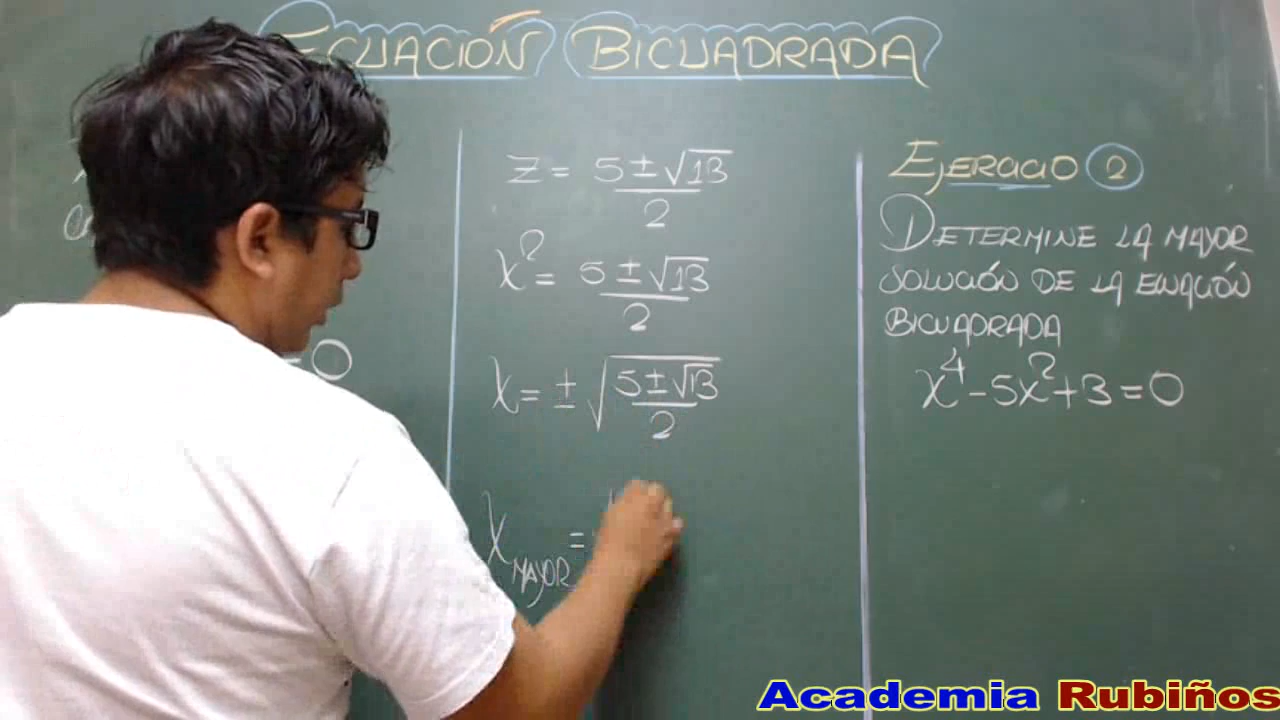 ECUACIÓN BICUADRADA
= 0
z = 5 ± √13 / 2
x² = 5 ± √13 / 2
x = ± √(5 ± √13 / 2)
x MAYOR =
EJERCICIO 2
DETERMINE LA MAYOR
SOLUCIÓN DE LA ECUACIÓN
BICUADRADA
x⁴ - 5x² + 3 = 0
Academia Rubiños